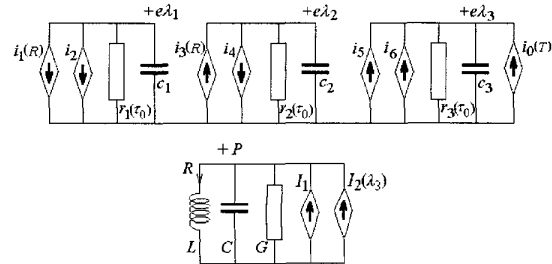 +eλ₁ +eλ₂ +eλ₃
i₁(R) i₂ r₁(τ₀) c₁ i₃(R) i₄ r₂(τ₀) c₂ i₅ i₆ r₃(τ₀) c₃ i₀(T)
+P
R I₁ I₂(λ₃)
L C G